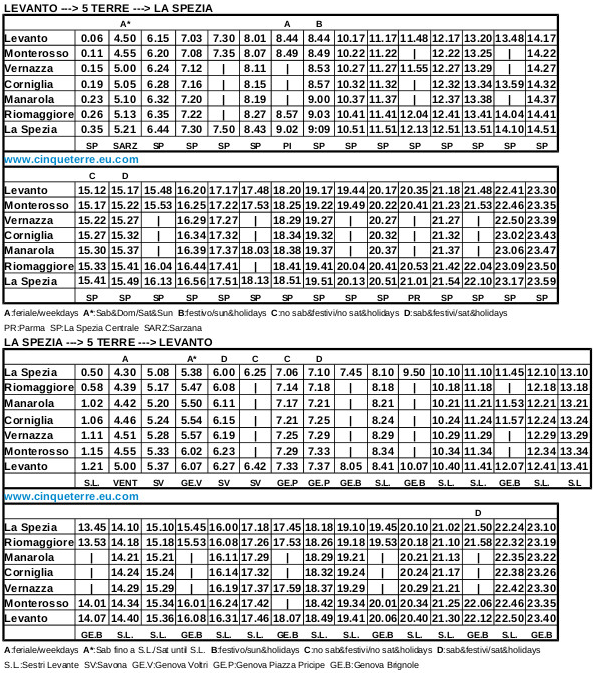 LEVANTO ---> 5 TERRE ---> LA SPEZIA
A* A B
Levanto 0.06 4.50 6.15 7.03 7.30 8.01 8.44 8.44 10.17 11.17 11.48 12.17 13.20 13.48 14.17
Monterosso 0.11 4.55 6.20 7.08 7.35 8.07 8.49 8.49 10.22 11.22 | 12.22 13.25 | 14.22
Vernazza 0.15 5.00 6.24 7.12 | 8.11 | 8.53 10.27 11.27 11.55 12.27 13.29 | 14.27
Corniglia 0.19 5.05 6.28 7.16 | 8.15 | 8.57 10.32 11.32 | 12.32 13.34 13.59 14.32
Manarola 0.23 5.10 6.32 7.20 | 8.19 | 9.00 10.37 11.37 | 12.37 13.38 | 14.37
Riomaggiore 0.26 5.13 6.35 7.22 | 8.27 8.57 9.03 10.41 11.41 12.04 12.41 13.41 14.04 14.41
La Spezia 0.35 5.21 6.44 7.30 7.50 8.43 9.02 9:09 10.51 11.51 12.13 12.51 13.51 14.10 14.51
SP SARZ SP SP SP SP PI SP SP SP SP SP SP SP SP
www.cinqueterre.eu.com
C D
Levanto 15.12 15.17 15.48 16.20 17.17 17.48 18.20 19.17 19.44 20.17 20.35 21.18 21.48 22.41 23.30
Monterosso 15.17 15.22 15.53 16.25 17.22 17.53 18.25 19.22 19.49 20.22 20.41 21.23 21.53 22.46 23.35
Vernazza 15.22 15.27 | 16.29 17.27 | 18.29 19.27 | 20.27 | 21.27 | 22.50 23.39
Corniglia 15.27 15.32 | 16.34 17.32 | 18.34 19.32 | 20.32 | 21.32 | 23.02 23.43
Manarola 15.30 15.37 | 16.39 17.37 18.03 18.38 19.37 | 20.37 | 21.37 | 23.06 23.47
Riomaggiore 15.33 15.41 16.04 16.44 17.41 | 18.41 19.41 20.04 20.41 20.53 21.42 22.04 23.09 23.50
La Spezia 15.41 15.49 16.13 16.56 17.51 18.13 18.51 19.51 20.13 20.51 21.01 21.54 22.10 23.17 23.59
SP SP SP SP SP SP SP SP SP SP PR SP SP SP SP
A:feriale/weekdays A*:Sab&Dom/Sat&Sun B:festivo/sun&holidays C:no sab&festivi/no sat&holidays D:sab&festivi/sat&holidays
PR:Parma SP:La Spezia Centrale SARZ:Sarzana
LA SPEZIA ---> 5 TERRE ---> LEVANTO
A A* D C C D
La Spezia 0.50 4.30 5.08 5.38 6.00 6.25 7.06 7.10 7.45 8.10 9.50 10.10 11.10 11.45 12.10 13.10
Riomaggiore 0.58 4.39 5.17 5.47 6.08 | 7.14 7.18 | 8.18 | 10.18 11.18 | 12.18 13.18
Manarola 1.02 4.42 5.20 5.50 6.11 | 7.17 7.21 | 8.21 | 10.21 11.21 11.53 12.21 13.21
Corniglia 1.06 4.46 5.24 5.54 6.15 | 7.21 7.25 | 8.24 | 10.24 11.24 11.57 12.24 13.24
Vernazza 1.11 4.51 5.28 5.57 6.19 | 7.25 7.29 | 8.29 | 10.29 11.29 | 12.29 13.29
Monterosso 1.15 4.55 5.33 6.02 6.23 | 7.29 7.33 | 8.34 | 10.34 11.34 | 12.34 13.34
Levanto 1.21 5.00 5.37 6.07 6.27 6.42 7.33 7.37 8.05 8.41 10.07 10.40 11.41 12.07 12.41 13.41
S.L. VENT SV GE.V SV SV GE.P GE.P GE.B GE.B GE.B S.L. S.L. GE.B S.L. S.L
www.cinqueterre.eu.com
D
La Spezia 13.45 14.10 15.10 15.45 16.00 17.18 17.45 18.18 19.10 19.45 20.10 21.02 21.50 22.24 23.10
Riomaggiore 13.53 14.18 15.18 15.53 16.08 17.26 17.53 18.26 19.18 19.53 20.18 21.10 21.58 22.32 23.19
Manarola | 14.21 15.21 | 16.11 17.29 | 18.29 19.21 | 20.21 21.13 | 22.35 23.22
Corniglia | 14.24 15.24 | 16.14 17.32 | 18.32 19.24 | 20.24 21.17 | 22.38 23.26
Vernazza | 14.29 15.29 | 16.19 17.37 17.59 18.37 19.29 | 20.29 21.21 | 22.42 23.30
Monterosso 14.01 14.34 15.34 16.01 16.24 17.42 | 18.42 19.34 20.01 20.34 21.25 22.06 22.46 23.35
Levanto 14.07 14.40 15.36 16.08 16.31 17.46 18.07 18.49 19.41 20.06 20.40 21.30 22.12 22.50 23.40
GE.B S.L. S.L. GE.B S.L. S.L. GE.B S.L. S.L. GE.B S.L. S.L. GE.B S.L. GE.B
A:feriale/weekdays A*:Sab fino a S.L./Sat until S.L. B:festivo/sun&holidays C:no sab&festivi/no sat&holidays D:sab&festivi/sat&holidays
S.L.:Sestri Levante SV:Savona GE.V:Genova Voltri GE.P:Genova Piazza Pricipe GE.B:Genova Brignole